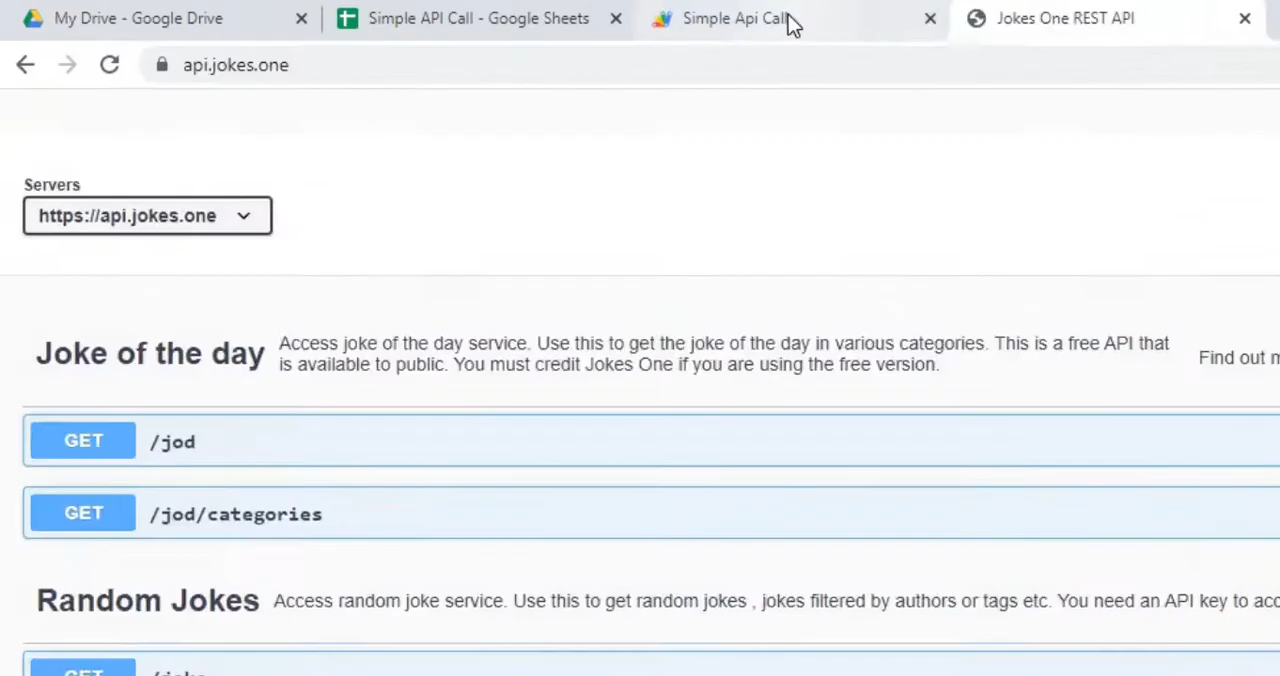 My Drive - Google Drive
Simple API Call - Google Sheets
Simple Api Call
Jokes One REST API
api.jokes.one
Servers
https://api.jokes.one
Joke of the day
Access joke of the day service. Use this to get the joke of the day in various categories. This is a free API that
is available to public. You must credit Jokes One if you are using the free version.
Find out m
GET /jod
GET /jod/categories
Random Jokes
Access random joke service. Use this to get random jokes , jokes filtered by authors or tags etc. You need an API key to acc
GET